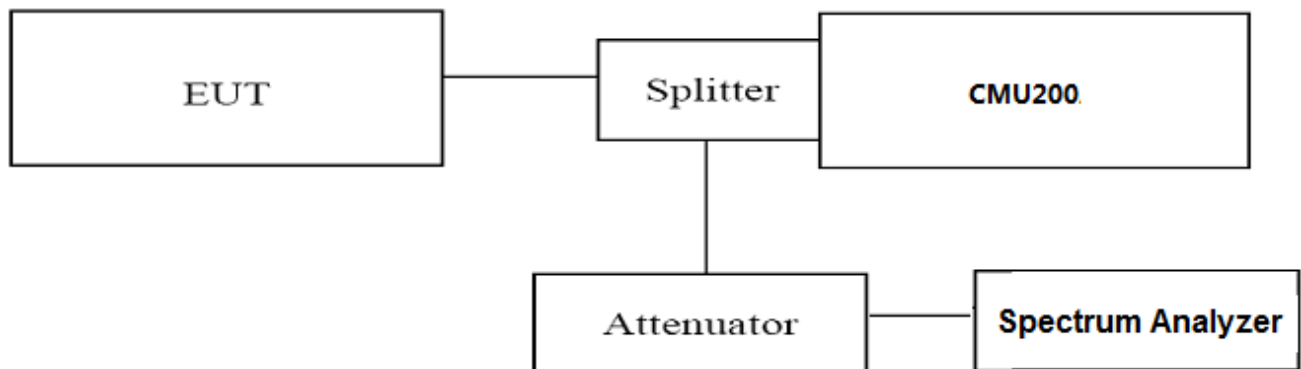 EUT
Splitter
CMU200
Attenuator
Spectrum Analyzer